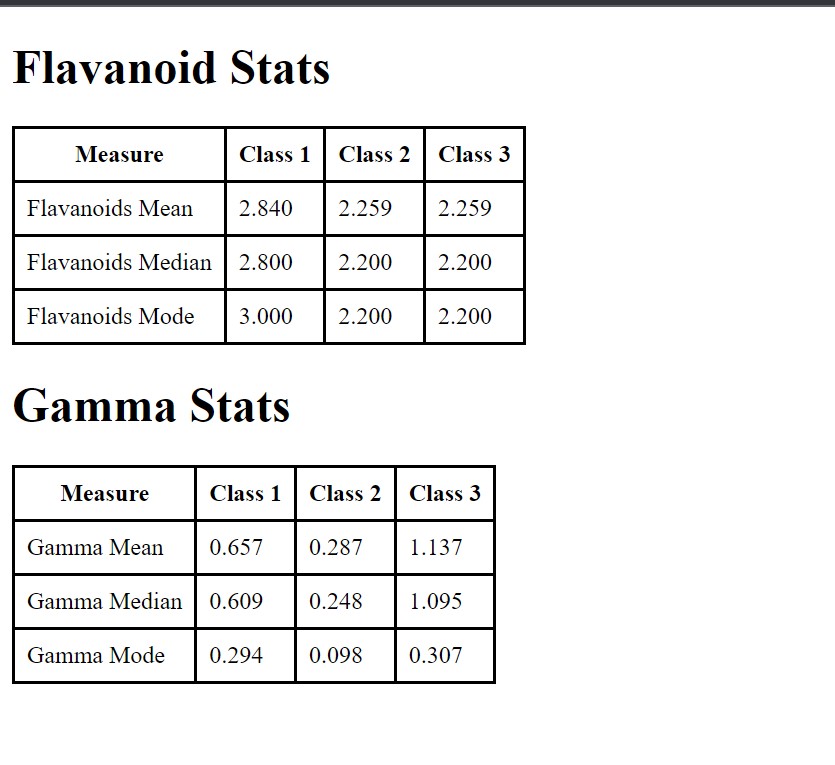 Flavanoid Stats
Measure Class 1 Class 2 Class 3
Flavanoids Mean 2.840 2.259 2.259
Flavanoids Median 2.800 2.200 2.200
Flavanoids Mode 3.000 2.200 2.200
Gamma Stats
Measure Class 1 Class 2 Class 3
Gamma Mean 0.657 0.287 1.137
Gamma Median 0.609 0.248 1.095
Gamma Mode 0.294 0.098 0.307